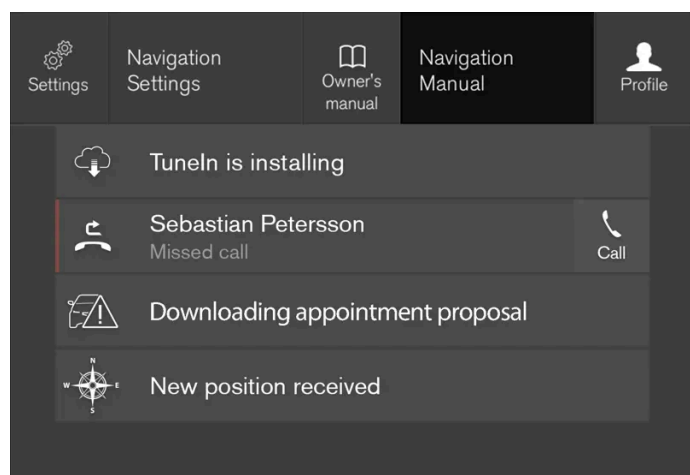 Settings
Navigation
Settings
Owner's
manual
Navigation
Manual
Profile
TuneIn is installing
Sebastian Petersson
Missed call
Call
Downloading appointment proposal
N
W
E
S
New position received